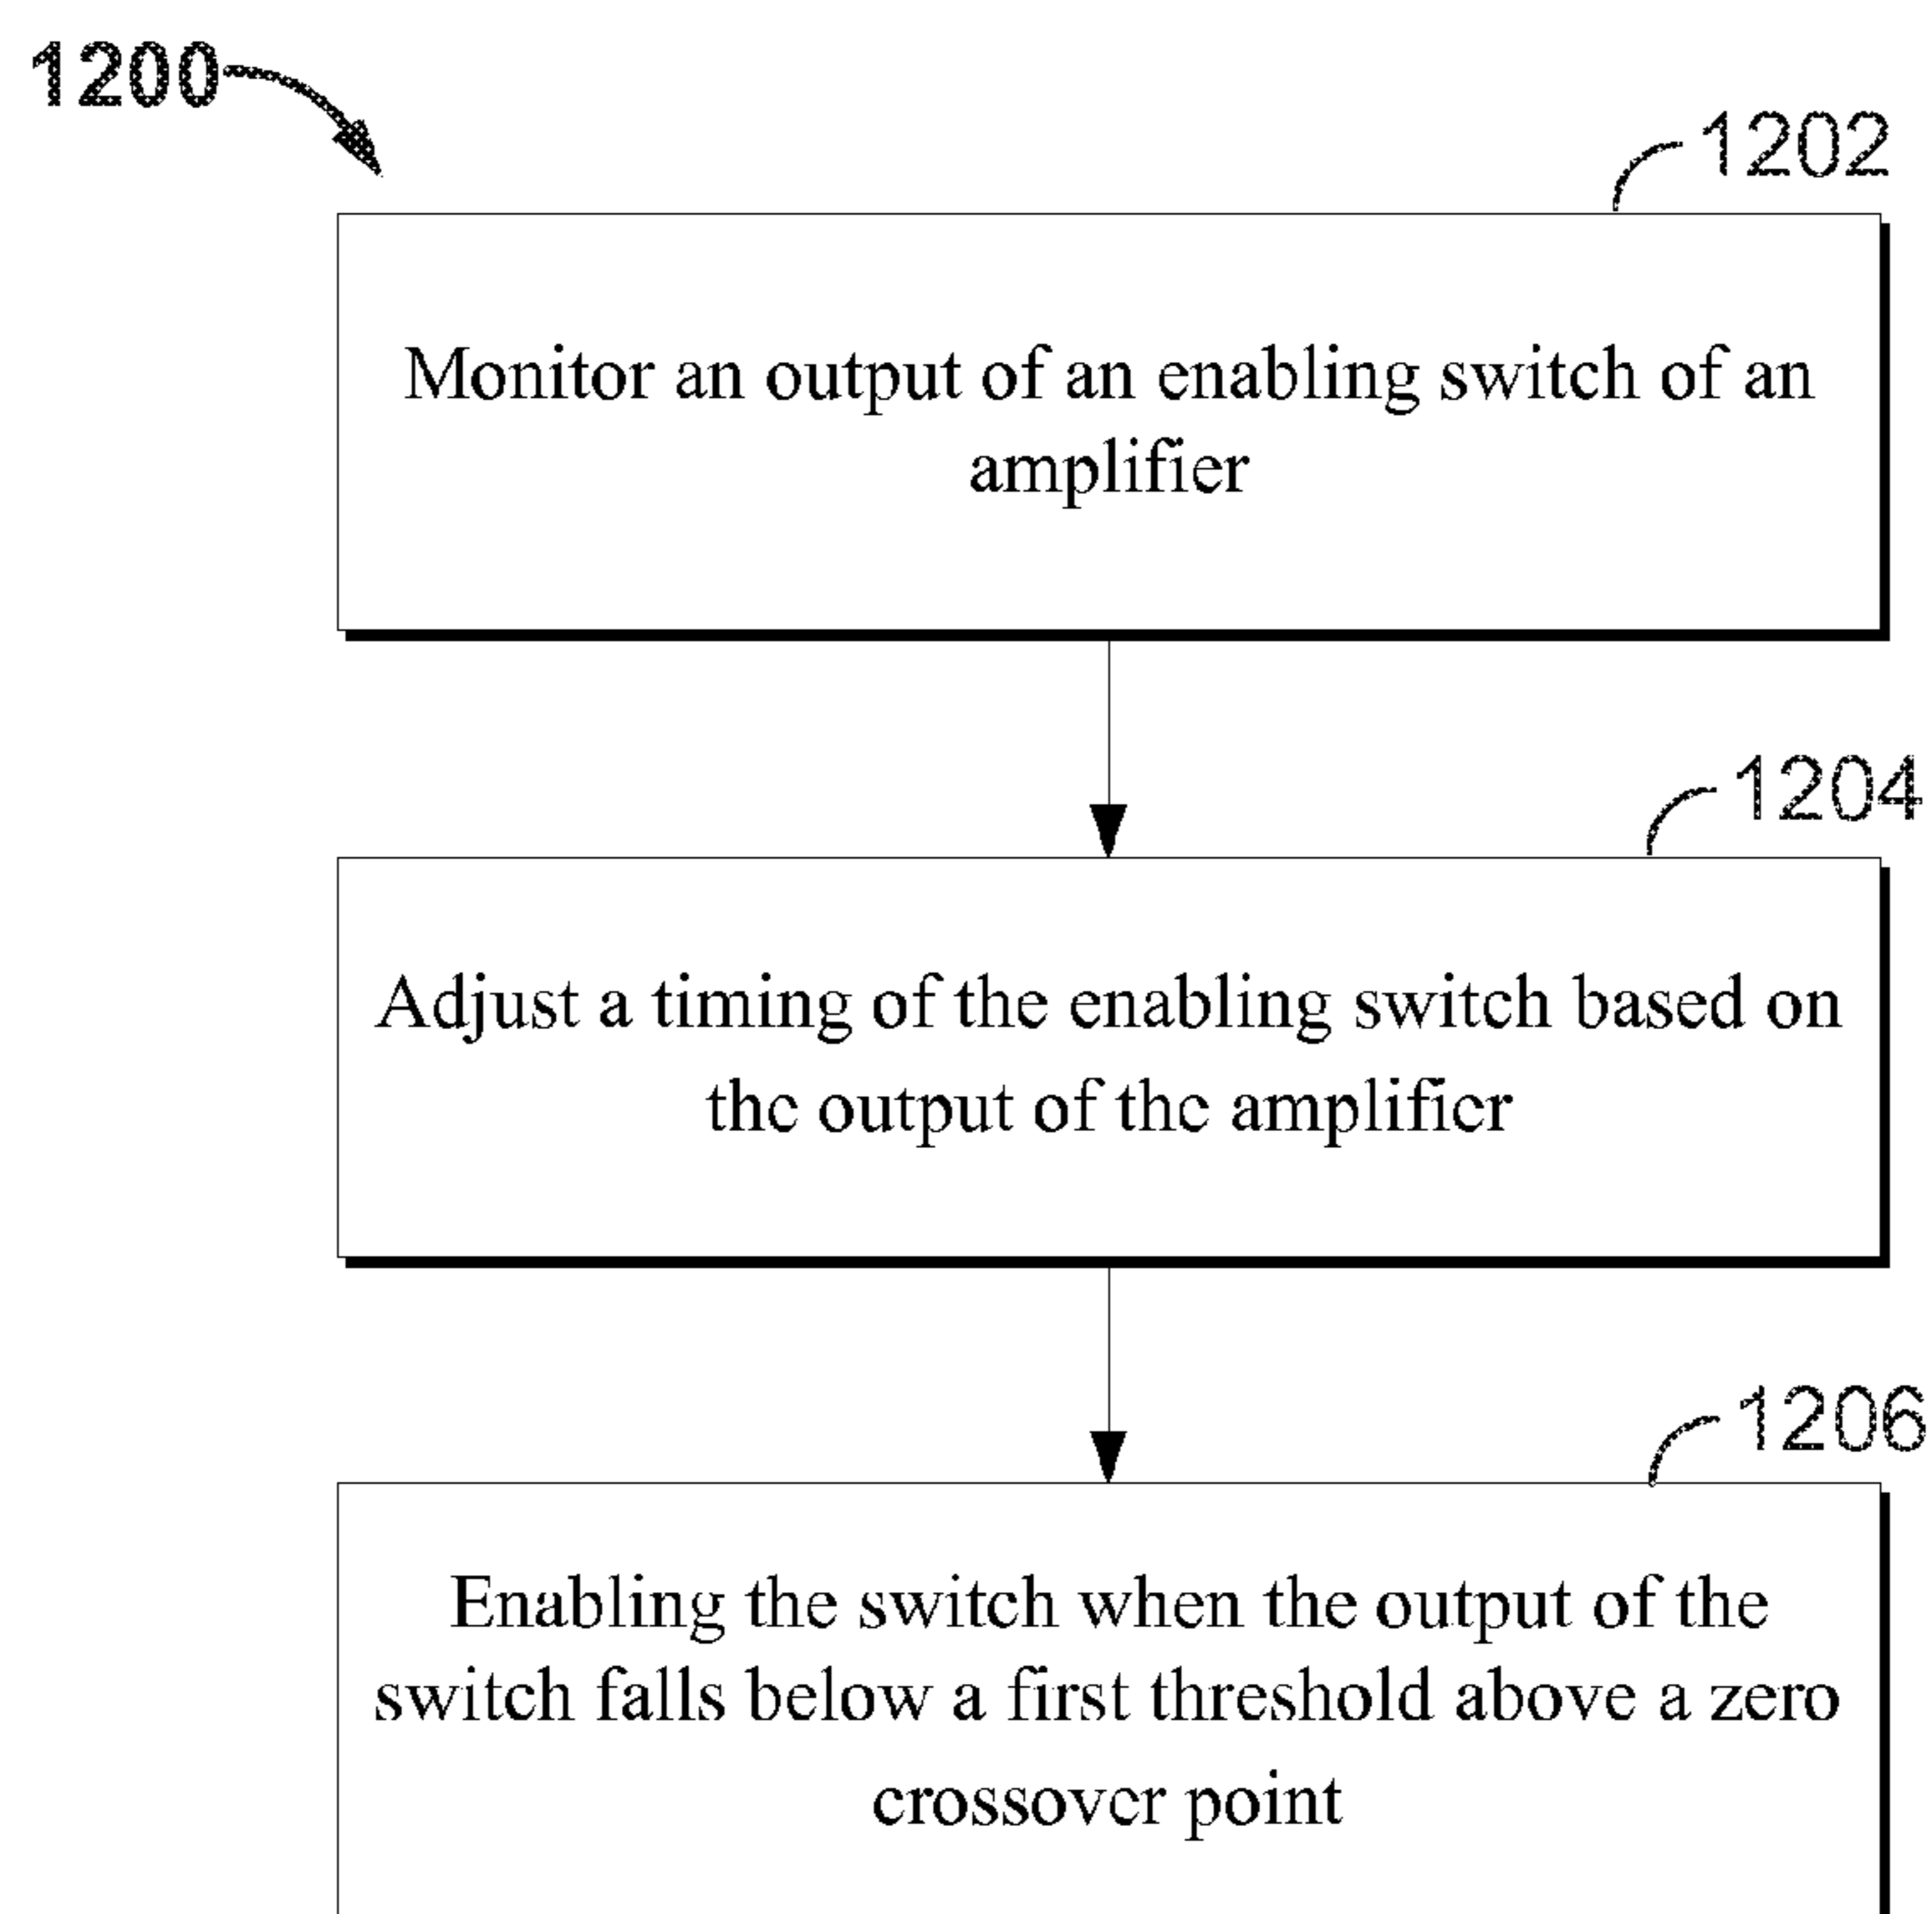 1200
1202
Monitor an output of an enabling switch of an
amplifier
1204
Adjust a timing of the enabling switch based on
the output of the amplifier
1206
Enabling the switch when the output of the
switch falls below a first threshold above a zero
crossover point